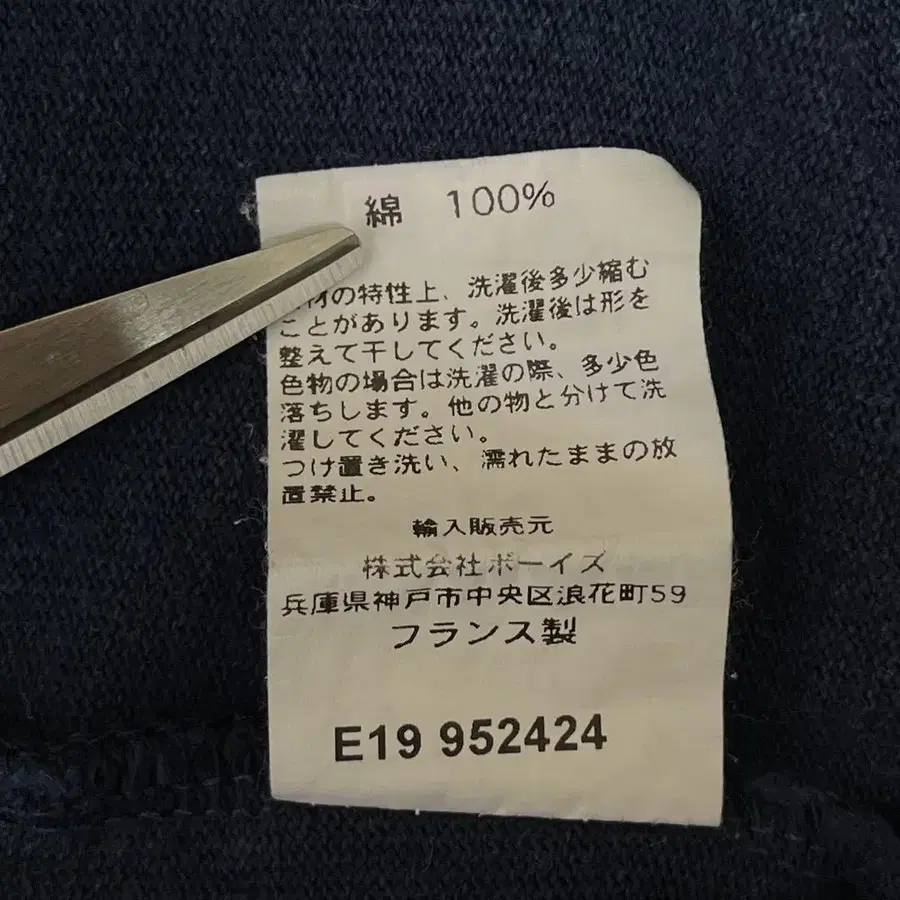 綿 100%
材の特性上、洗濯後多少縮む
ことがあります。洗濯後は形を
整えて干してください。
色物の場合は洗濯の際、多少色
落ちします。他の物と分けて洗
濯してください。
つけ置き洗い、濡れたままの放
置禁止。
輸入販売元
株式会社ボーイズ
兵庫県神戸市中央区浪花町59
フランス製
E19 952424